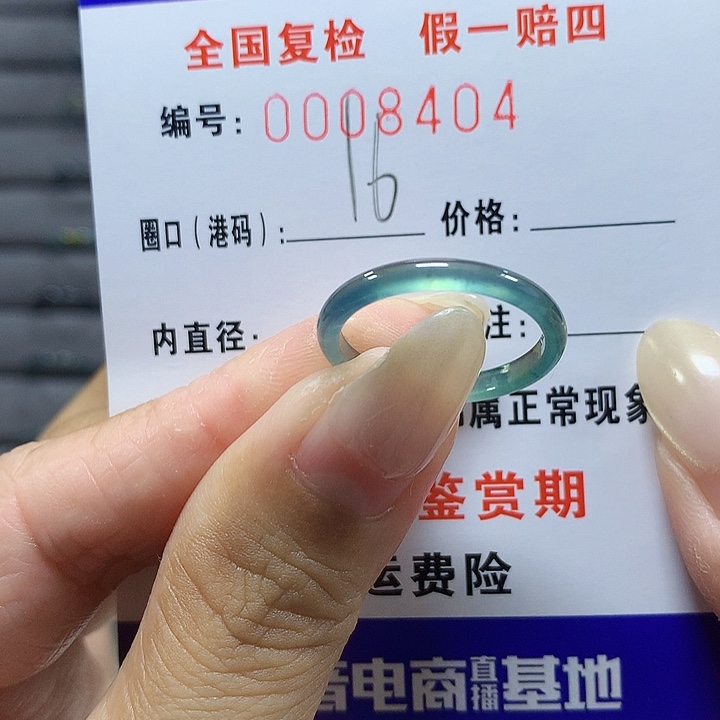 全国复检 假一赔四
编号: 0008404
圈口(港码): 16 价格:
内直径: 注:
属正常现象
鉴赏期
运费险
音电商直播基地